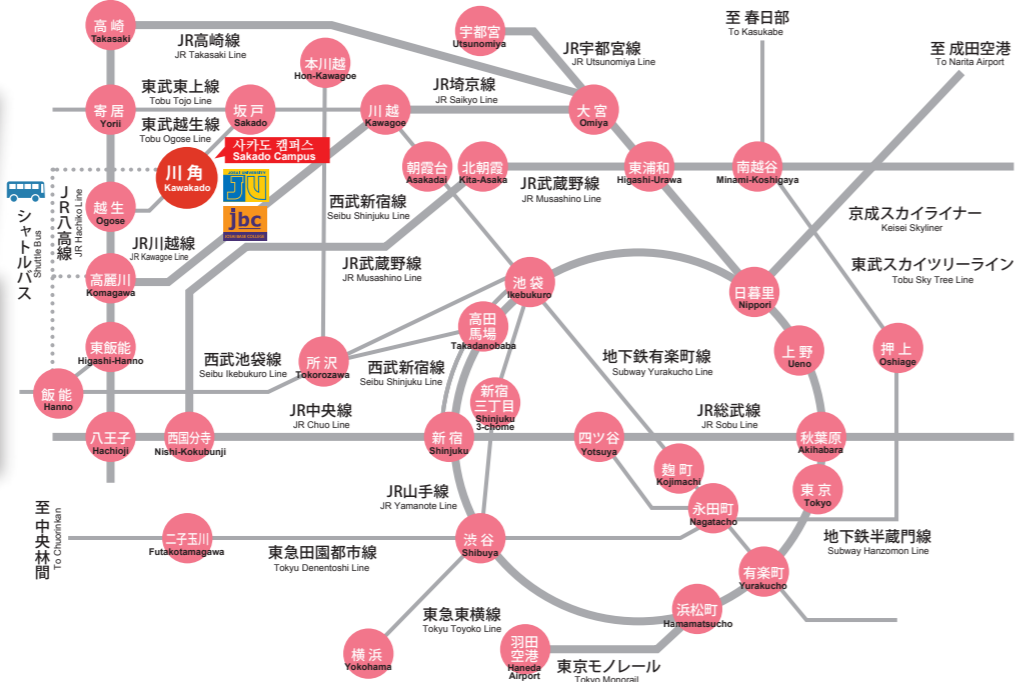 高崎
Takasaki
JR高崎線
JR Takasaki Line
宇都宮
Utsunomiya
JR宇都宮線
JR Utsunomiya Line
至 春日部
To Kasukabe
至 成田空港
To Narita Airport
本川越
Hon-Kawagoe
東武東上線
Tobu Tojo Line
JR埼京線
JR Saikyo Line
寄居
Yorii
坂戸
Sakado
川越
Kawagoe
大宮
Omiya
東武越生線
Tobu Ogose Line
사카도 캠퍼스
Sakado Campus
川角
Kawakado
JOSAI UNIVERSITY
JU
jbc
朝霞台
Asakadai
北朝霞
Kita-Asaka
JR武蔵野線
JR Musashino Line
東浦和
Higashi-Urawa
南越谷
Minami-Koshigaya
シャトルバス
Shuttle Bus
JR八高線
JR Hachiko Line
越生
Ogose
西武新宿線
Seibu Shinjuku Line
京成スカイライナー
Keisei Skyliner
JR川越線
JR Kawagoe Line
JR武蔵野線
JR Musashino Line
東武スカイツリーライン
Tobu Sky Tree Line
高麗川
Komagawa
池袋
Ikebukuro
日暮里
Nippori
高田
馬場
Takadanobaba
東飯能
Higashi-Hanno
西武池袋線
Seibu Ikebukuro Line
所沢
Tokorozawa
西武新宿線
Seibu Shinjuku Line
地下鉄有楽町線
Subway Yurakucho Line
上野
Ueno
押上
Oshiage
飯能
Hanno
新宿
三丁目
Shinjuku
3-chome
JR中央線
JR Chuo Line
JR総武線
JR Sobu Line
八王子
Hachioji
西国分寺
Nishi-Kokubunji
新宿
Shinjuku
四ツ谷
Yotsuya
秋葉原
Akihabara
麹町
Kojimachi
東京
Tokyo
JR山手線
JR Yamanote Line
永田町
Nagatacho
至 中央林間
To Chuorinkan
二子玉川
Futakotamagawa
東急田園都市線
Tokyu Denentoshi Line
渋谷
Shibuya
地下鉄半蔵門線
Subway Hanzomon Line
有楽町
Yurakucho
東急東横線
Tokyu Toyoko Line
浜松町
Hamamatsucho
横浜
Yokohama
羽田
空港
Haneda
Airport
東京モノレール
Tokyo Monorail